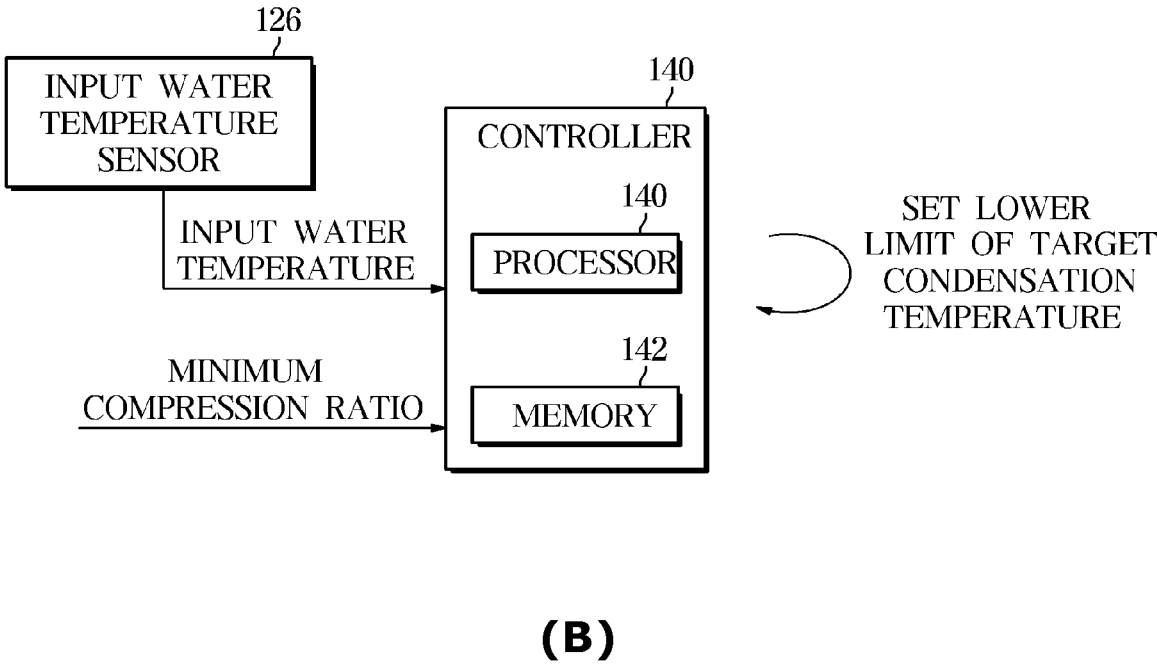 126
INPUT WATER
TEMPERATURE
SENSOR
140
CONTROLLER
INPUT WATER
TEMPERATURE
140
PROCESSOR
SET LOWER
LIMIT OF TARGET
CONDENSATION
TEMPERATURE
MINIMUM
COMPRESSION RATIO
142
MEMORY
(B)